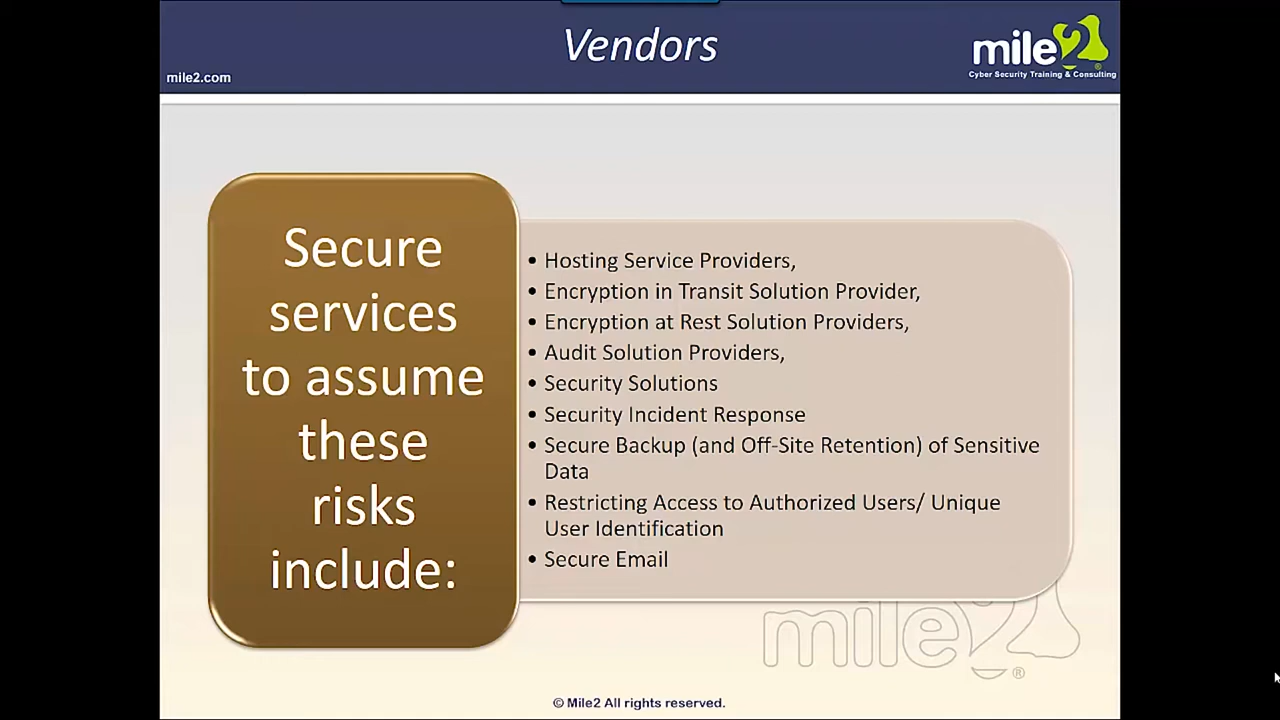 Vendors
mile2.com
mile2
Cyber Security Training & Consulting
Secure
services
to assume
these
risks
include:
• Hosting Service Providers,
• Encryption in Transit Solution Provider,
• Encryption at Rest Solution Providers,
• Audit Solution Providers,
• Security Solutions
• Security Incident Response
• Secure Backup (and Off-Site Retention) of Sensitive
Data
• Restricting Access to Authorized Users/ Unique
User Identification
• Secure Email
mile2®
© Mile2 All rights reserved.